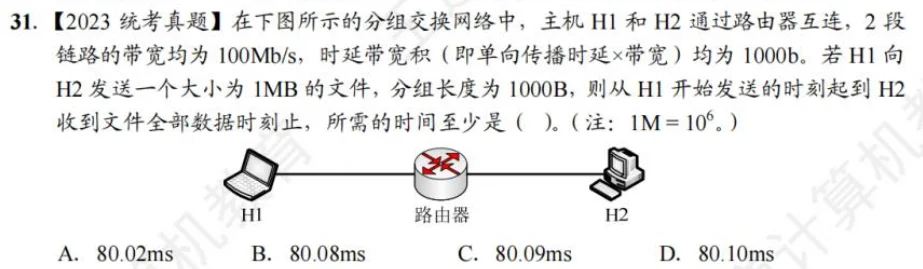 31. 【2023 统考真题】在下图所示的分组交换网络中，主机 H1 和 H2 通过路由器互连，2 段
链路的带宽均为 100Mb/s，时延带宽积（即单向传播时延×带宽）均为 1000b。若 H1 向
H2 发送一个大小为 1MB 的文件，分组长度为 1000B，则从 H1 开始发送的时刻起到 H2
收到文件全部数据时刻止，所需的时间至少是（ ）。（注：1M = 10⁶。）
H1 路由器 H2
A. 80.02ms B. 80.08ms C. 80.09ms D. 80.10ms